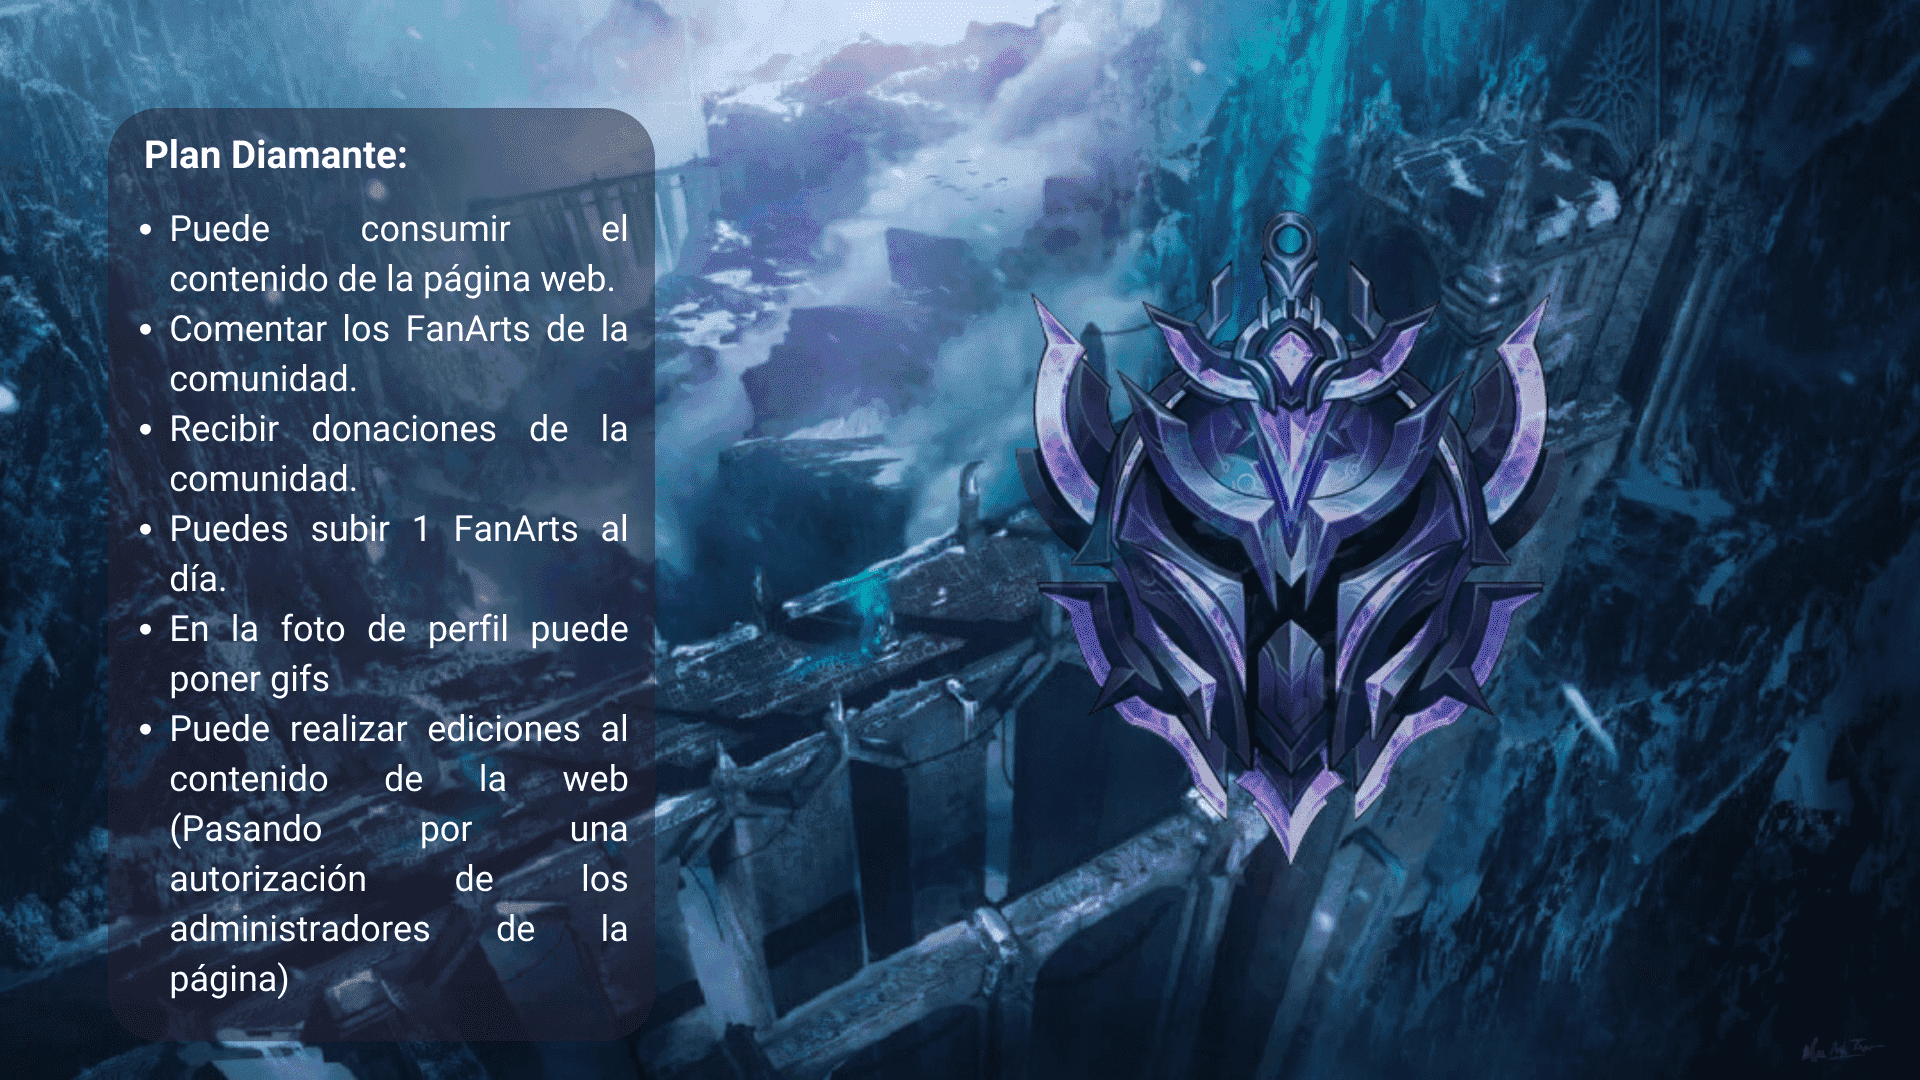 Plan Diamante:
• Puede consumir el
contenido de la página web.
• Comentar los FanArts de la
comunidad.
• Recibir donaciones de la
comunidad.
• Puedes subir 1 FanArts al
día.
• En la foto de perfil puede
poner gifs
• Puede realizar ediciones al
contenido de la web
(Pasando por una
autorización de los
administradores de la
página)